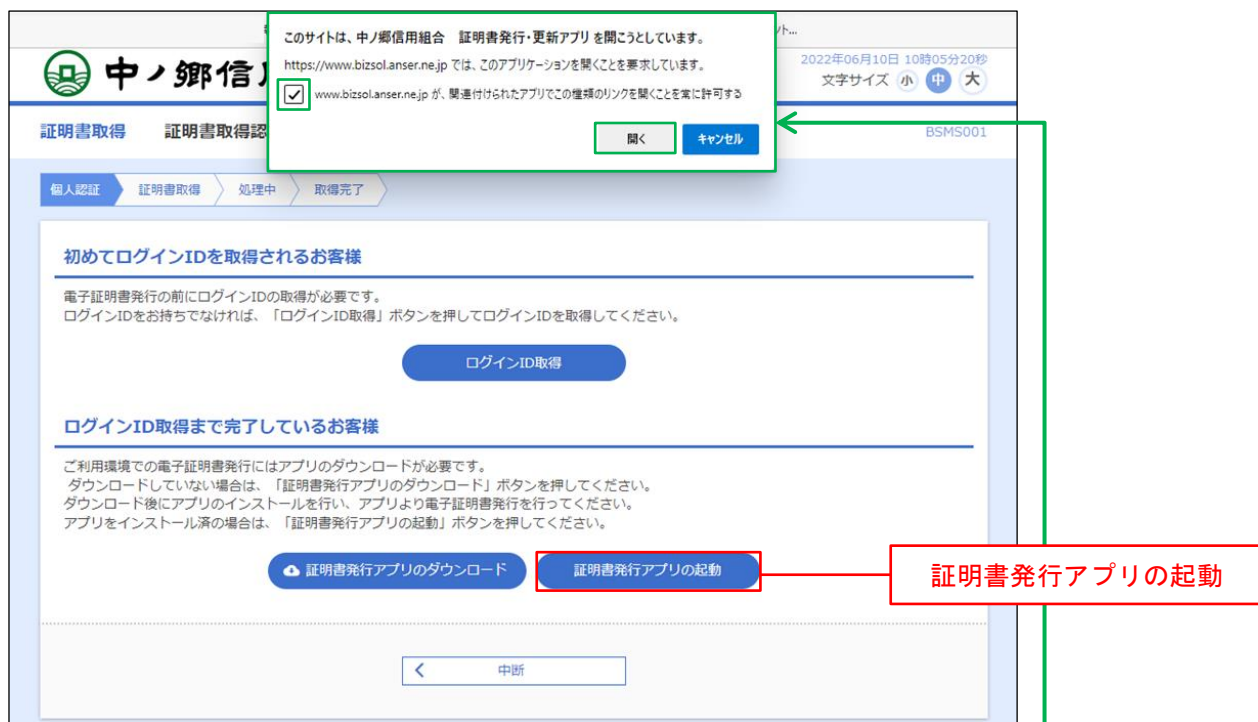 ト...
このサイトは、中ノ郷信用組合　証明書発行・更新アプリ を開こうとしています。
https://www.bizsol.anser.ne.jp では、このアプリケーションを開くことを要求しています。
www.bizsol.anser.ne.jp が、関連付けられたアプリでこの種類のリンクを開くことを常に許可する
開く
キャンセル
中ノ郷信
2022年06月10日 10時05分20秒
文字サイズ 小 中 大
証明書取得 証明書取得認
BSMS001
個人認証 証明書取得 処理中 取得完了
初めてログインIDを取得されるお客様
電子証明書発行の前にログインIDの取得が必要です。
ログインIDをお持ちでなければ、「ログインID取得」ボタンを押してログインIDを取得してください。
ログインID取得
ログインID取得まで完了しているお客様
ご利用環境での電子証明書発行にはアプリのダウンロードが必要です。
ダウンロードしていない場合は、「証明書発行アプリのダウンロード」ボタンを押してください。
ダウンロード後にアプリのインストールを行い、アプリより電子証明書発行を行ってください。
アプリをインストール済の場合は、「証明書発行アプリの起動」ボタンを押してください。
証明書発行アプリのダウンロード
証明書発行アプリの起動
証明書発行アプリの起動
中断